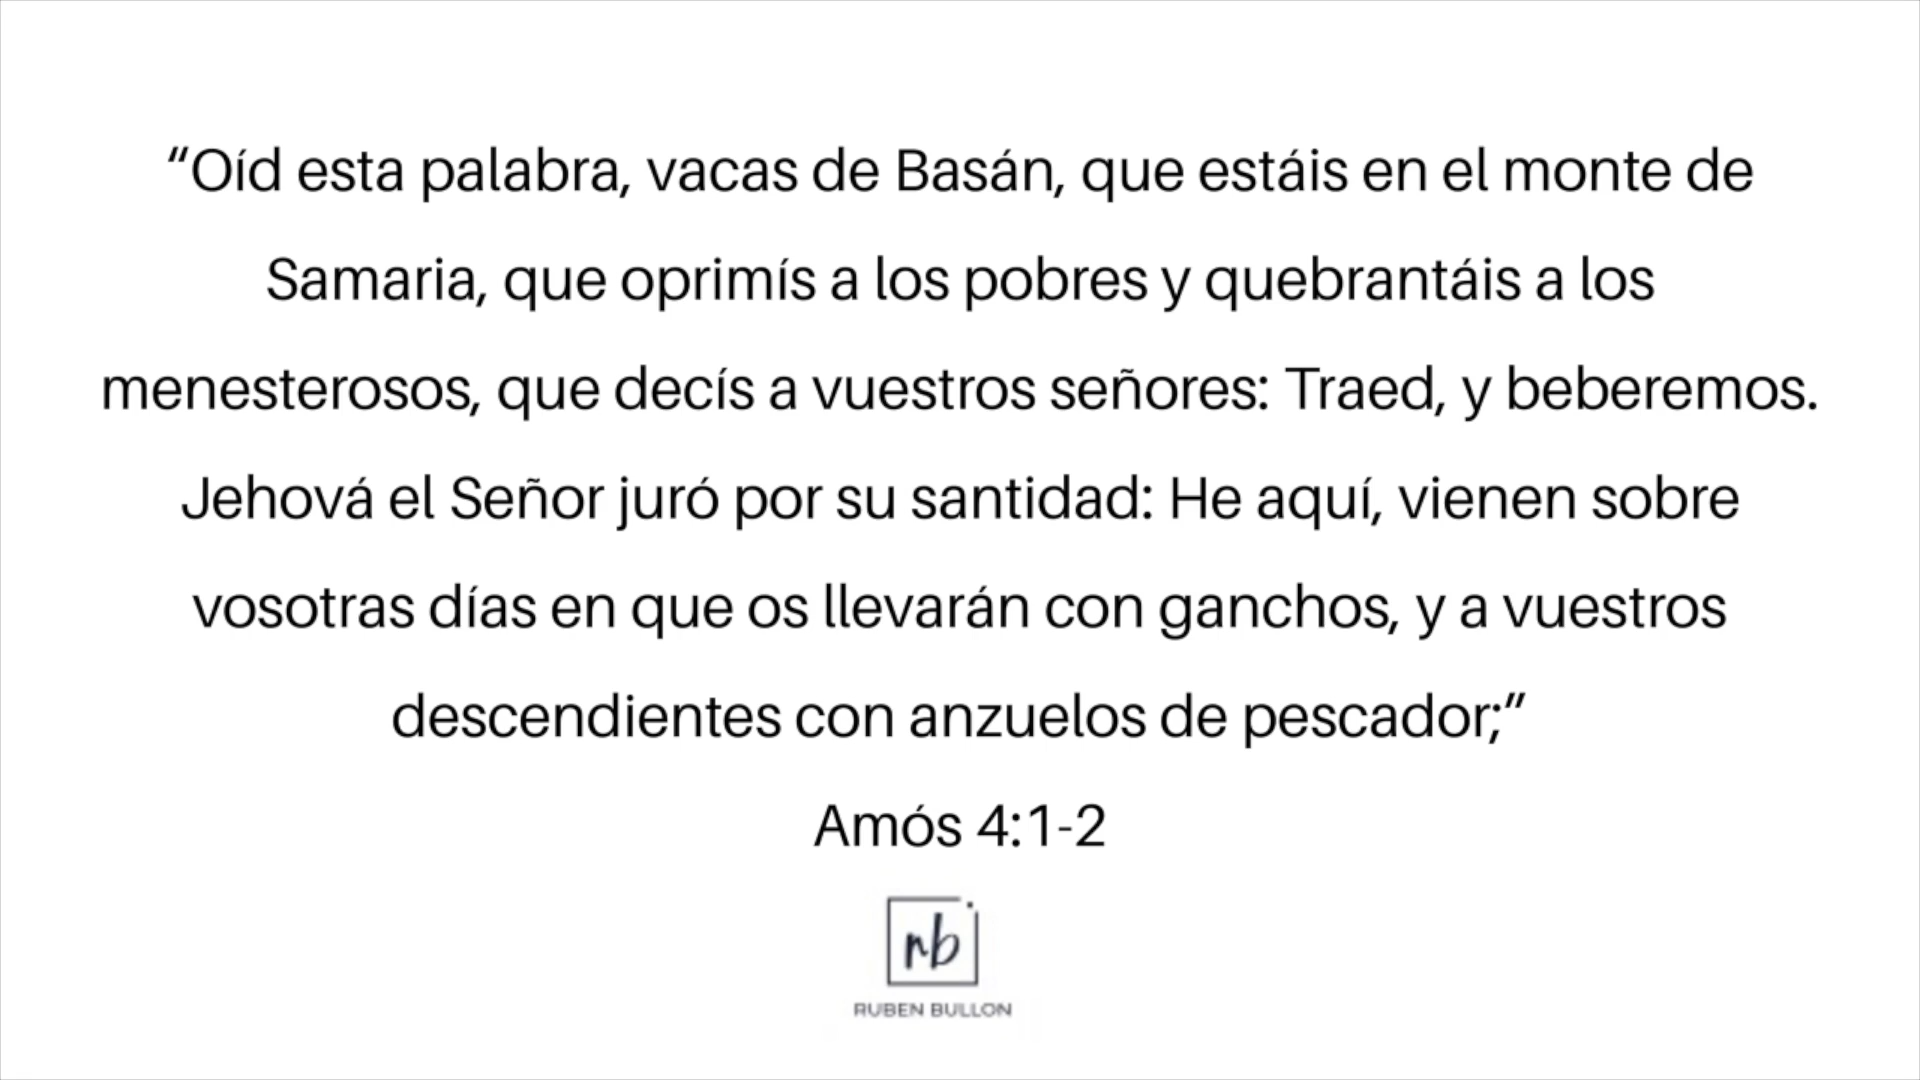 “Oíd esta palabra, vacas de Basán, que estáis en el monte de
Samaria, que oprimís a los pobres y quebrantáis a los
menesterosos, que decís a vuestros señores: Traed, y beberemos.
Jehová el Señor juró por su santidad: He aquí, vienen sobre
vosotras días en que os llevarán con ganchos, y a vuestros
descendientes con anzuelos de pescador;”
Amós 4:1-2
rb
RUBEN BULLON